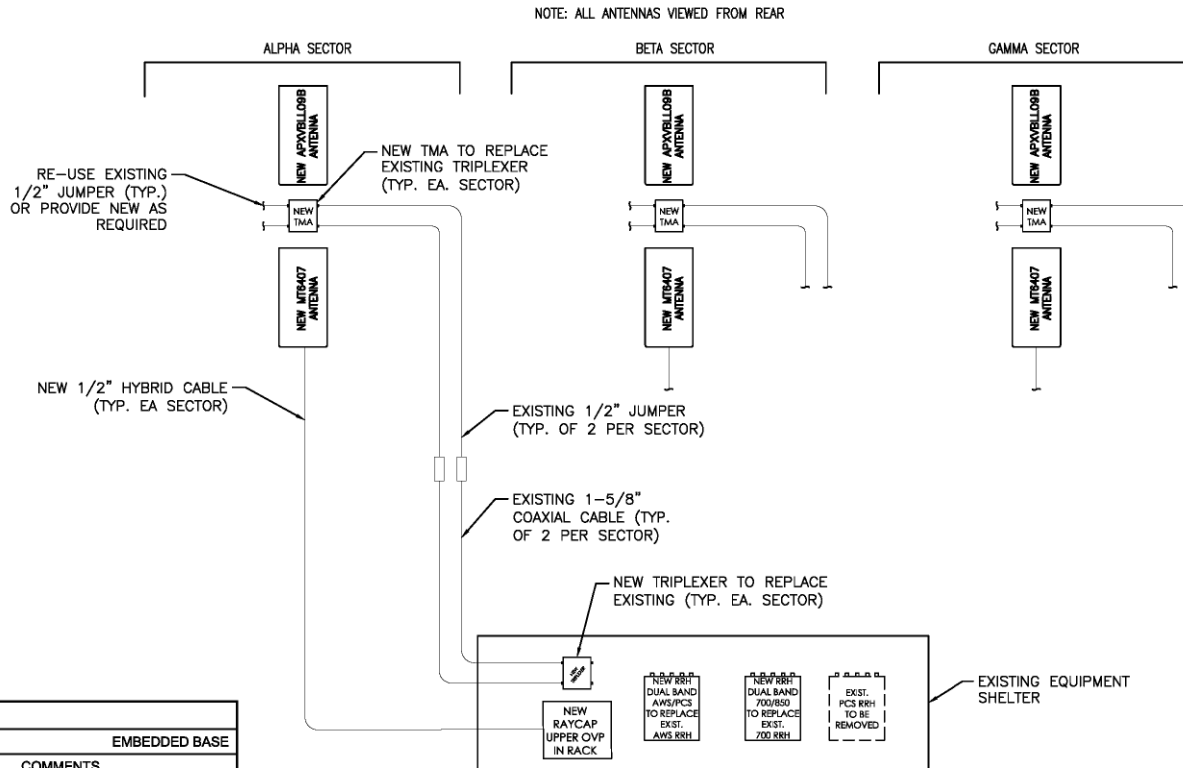 NOTE: ALL ANTENNAS VIEWED FROM REAR
ALPHA SECTOR
BETA SECTOR
GAMMA SECTOR
NEW APXVBLL09B
ANTENNA
NEW APXVBLL09B
ANTENNA
NEW APXVBLL09B
ANTENNA
NEW TMA TO REPLACE
EXISTING TRIPLEXER
(TYP. EA. SECTOR)
RE-USE EXISTING
1/2" JUMPER (TYP.)
OR PROVIDE NEW AS
REQUIRED
NEW
TMA
NEW
TMA
NEW
TMA
NEW MT6407
ANTENNA
NEW MT6407
ANTENNA
NEW MT6407
ANTENNA
NEW 1/2" HYBRID CABLE
(TYP. EA SECTOR)
EXISTING 1/2" JUMPER
(TYP. OF 2 PER SECTOR)
EXISTING 1-5/8"
COAXIAL CABLE (TYP.
OF 2 PER SECTOR)
NEW TRIPLEXER TO REPLACE
EXISTING (TYP. EA. SECTOR)
EXISTING EQUIPMENT
SHELTER
NEW RRH
DUAL BAND
AWS/PCS
TO REPLACE
EXIST.
AWS RRH
NEW RRH
DUAL BAND
700/850
TO REPLACE
EXIST.
700 RRH
EXIST.
PCS RRH
TO BE
REMOVED
NEW
RAYCAP
UPPER OVP
IN RACK
EMBEDDED BASE
COMMENTS